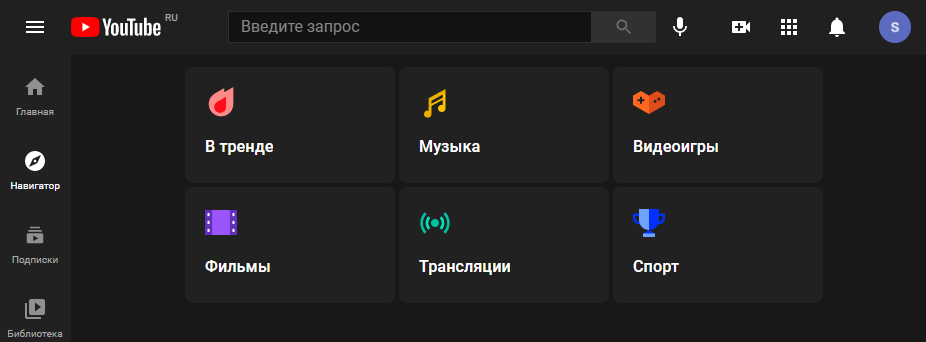 YouTube RU
Введите запрос
S
Главная
Навигатор
Подписки
Библиотека
В тренде
Музыка
Видеоигры
Фильмы
Трансляции
Спорт